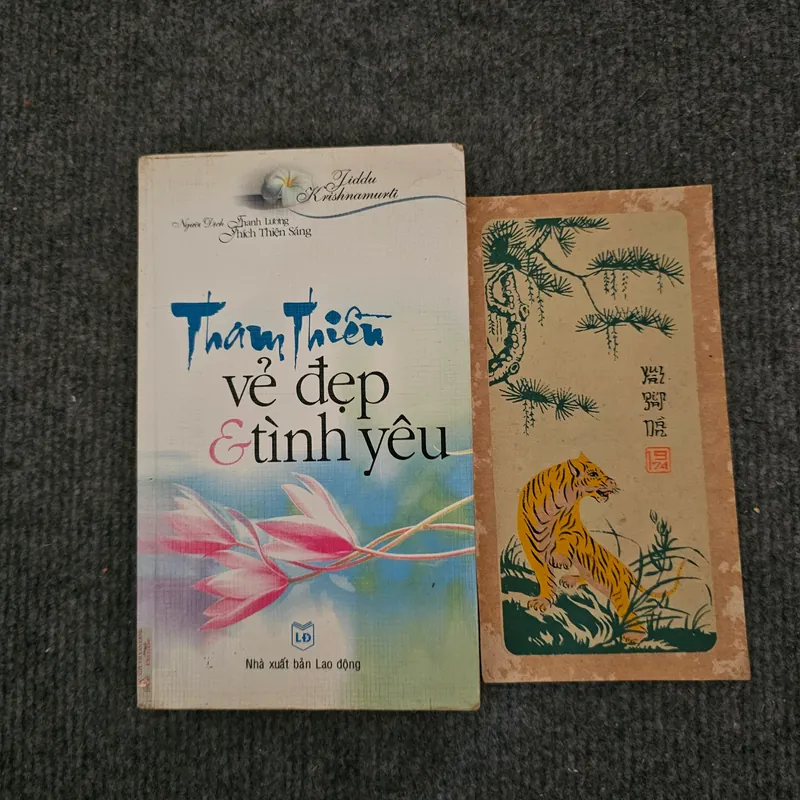 Jiddu
Krishnamurti
Người Dịch Thanh Lương
Thích Thiện Sáng
Tham Thiền
vẻ đẹp
& tình yêu
LĐ
Nhà xuất bản Lao động
1974